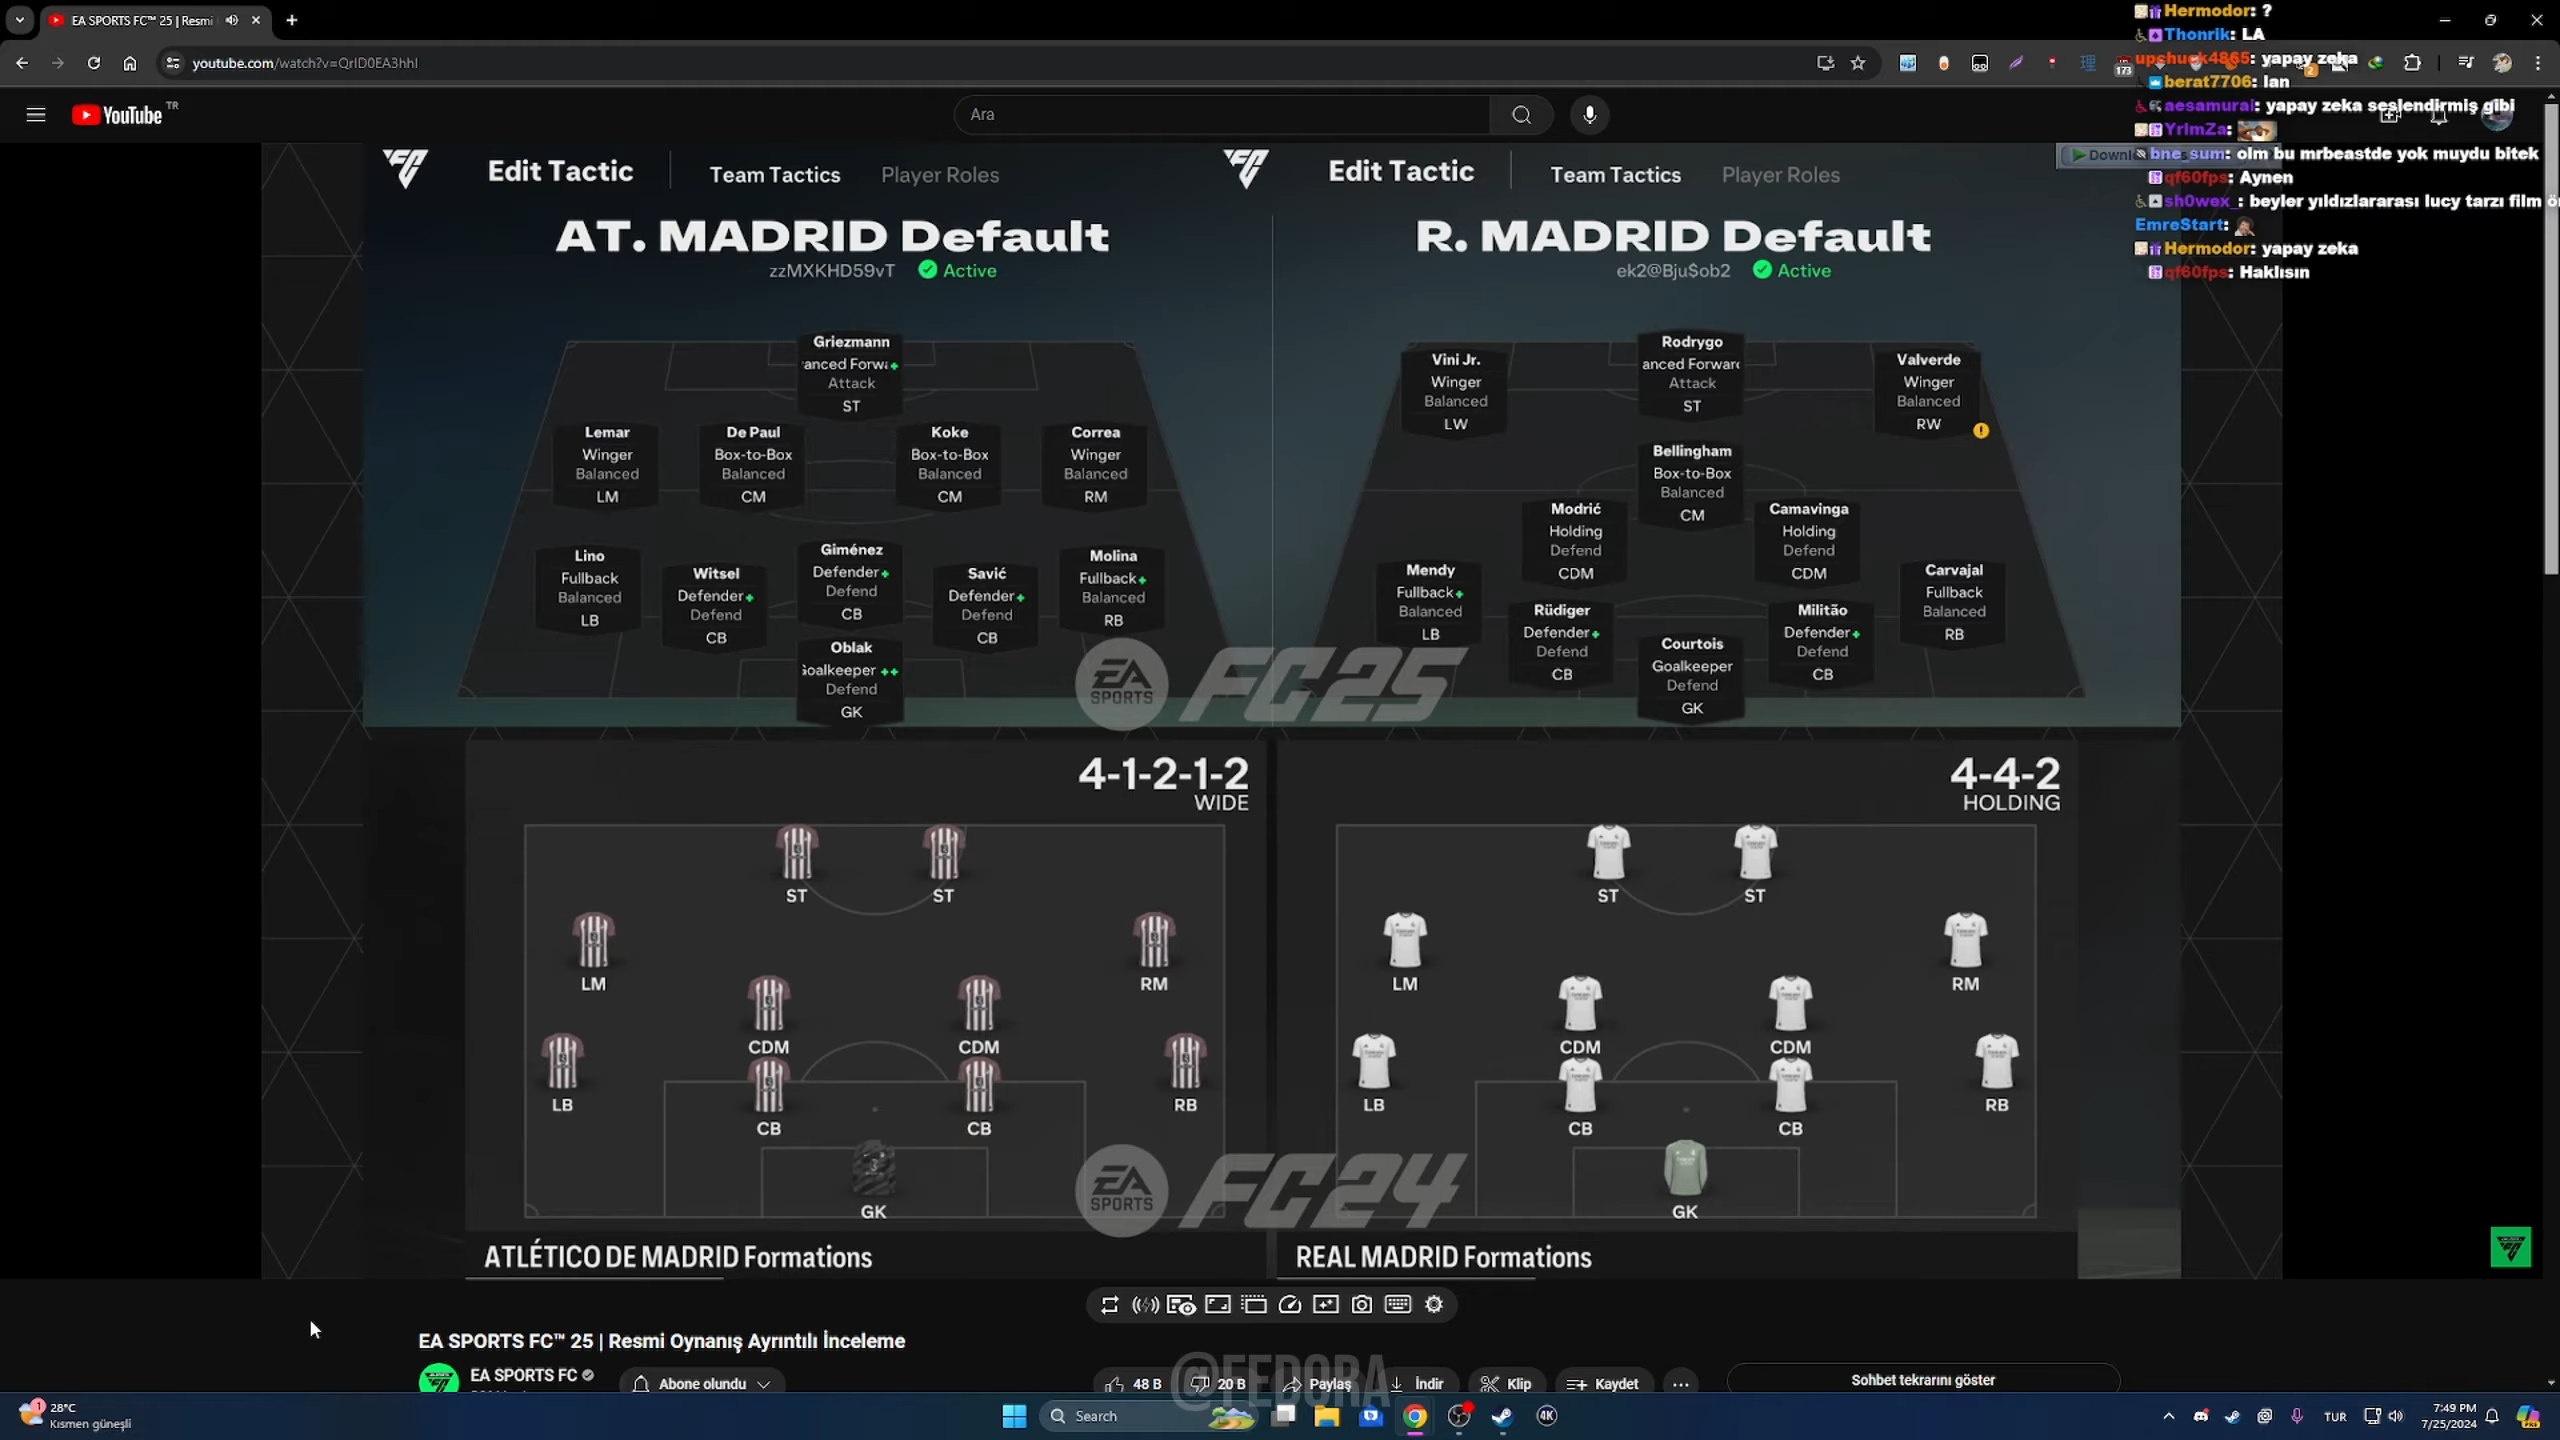 EA SPORTS FC™ 25 | Resmi
youtube.com/watch?v=QrID0EA3hhI
173
2
Hermodor: ?
Thonrik: LA
upchuck4865: yapay zeka
berat7706: lan
aesamurai: yapay zeka seslendirmiş gibi
YrlmZa:
bne_sum: olm bu mrbeastde yok muydu bitek
qf60fps: Aynen
sh0wex_: beyler yıldızlararası lucy tarzı film ö
EmreStart:
Hermodor: yapay zeka
qf60fps: Haklısın
YouTube TR
Ara
Edit Tactic Team Tactics Player Roles
AT. MADRID Default
zzMXKHD59vT Active
Griezmann
anced Forwa+
Attack
ST
Lemar
Winger
Balanced
LM
De Paul
Box-to-Box
Balanced
CM
Koke
Box-to-Box
Balanced
CM
Correa
Winger
Balanced
RM
Lino
Fullback
Balanced
LB
Witsel
Defender+
Defend
CB
Giménez
Defender+
Defend
CB
Savić
Defender+
Defend
CB
Molina
Fullback+
Balanced
RB
Oblak
Goalkeeper ++
Defend
GK
Edit Tactic Team Tactics Player Roles
R. MADRID Default
ek2@Bju$ob2 Active
Vini Jr.
Winger
Balanced
LW
Rodrygo
anced Forward
Attack
ST
Valverde
Winger
Balanced
RW
Bellingham
Box-to-Box
Balanced
CM
Modrić
Holding
Defend
CDM
Camavinga
Holding
Defend
CDM
Mendy
Fullback+
Balanced
LB
Rüdiger
Defender+
Defend
CB
Militão
Defender+
Defend
CB
Carvajal
Fullback
Balanced
RB
Courtois
Goalkeeper
Defend
GK
EA SPORTS FC25
4-1-2-1-2
WIDE
ST ST
LM RM
CDM CDM
LB RB
CB CB
GK
ATLÉTICO DE MADRID Formations
4-4-2
HOLDING
ST ST
LM RM
CDM CDM
LB RB
CB CB
GK
REAL MADRID Formations
EA SPORTS FC24
EA SPORTS FC™ 25 | Resmi Oynanış Ayrıntılı İnceleme
EA SPORTS FC
Abone olundu
48 B
20 B
Paylaş
İndir
Klip
Kaydet
Sohbet tekrarını göster
@FEDORA
1
28°C
Kısmen güneşli
Search
4K
TUR
7:49 PM
7/25/2024